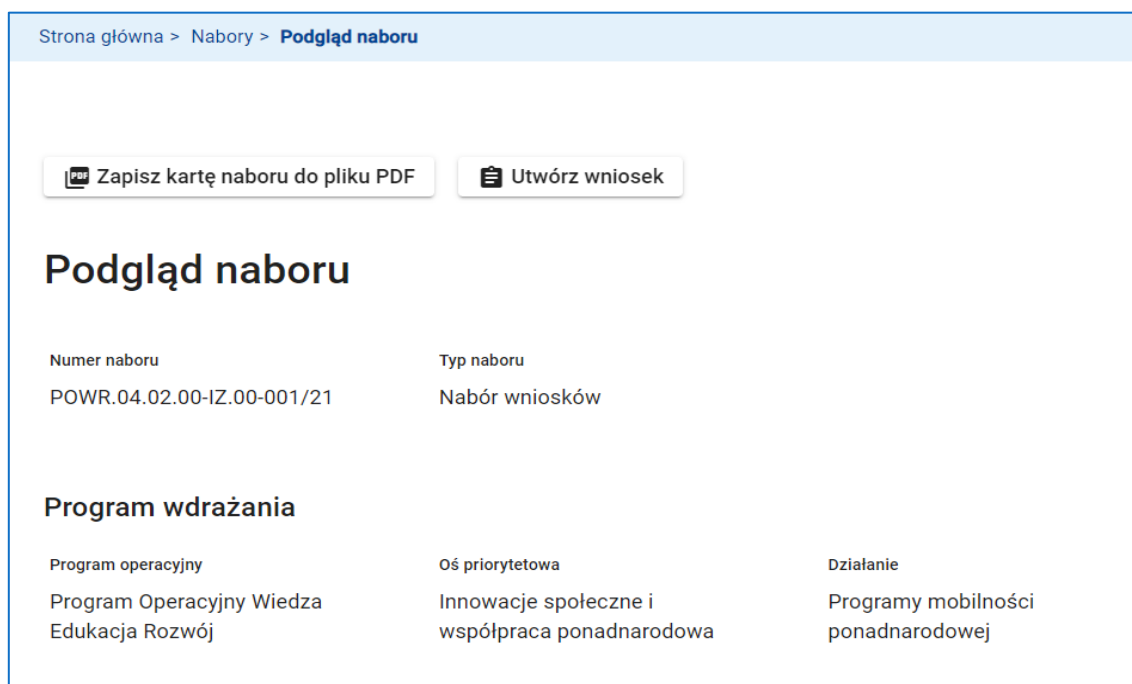 Strona główna > Nabory > Podgląd naboru
Zapisz kartę naboru do pliku PDF Utwórz wniosek
Podgląd naboru
Numer naboru Typ naboru
POWR.04.02.00-IZ.00-001/21 Nabór wniosków
Program wdrażania
Program operacyjny Oś priorytetowa Działanie
Program Operacyjny Wiedza Innowacje społeczne i Programy mobilności
Edukacja Rozwój współpraca ponadnarodowa ponadnarodowej